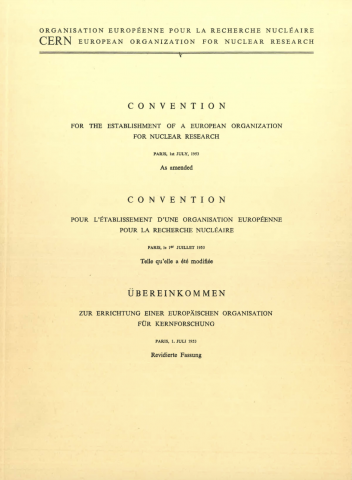 ORGANISATION EUROPÉENNE POUR LA RECHERCHE NUCLÉAIRE
CERN EUROPEAN ORGANIZATION FOR NUCLEAR RESEARCH
CONVENTION
FOR THE ESTABLISHMENT OF A EUROPEAN ORGANIZATION
FOR NUCLEAR RESEARCH
PARIS, 1st JULY, 1953
As amended
CONVENTION
POUR L'ÉTABLISSEMENT D'UNE ORGANISATION EUROPÉENNE
POUR LA RECHERCHE NUCLÉAIRE
PARIS, le 1er JUILLET 1953
Telle qu'elle a été modifiée
ÜBEREINKOMMEN
ZUR ERRICHTUNG EINER EUROPÄISCHEN ORGANISATION
FÜR KERNFORSCHUNG
PARIS, 1. JULI 1953
Revidierte Fassung